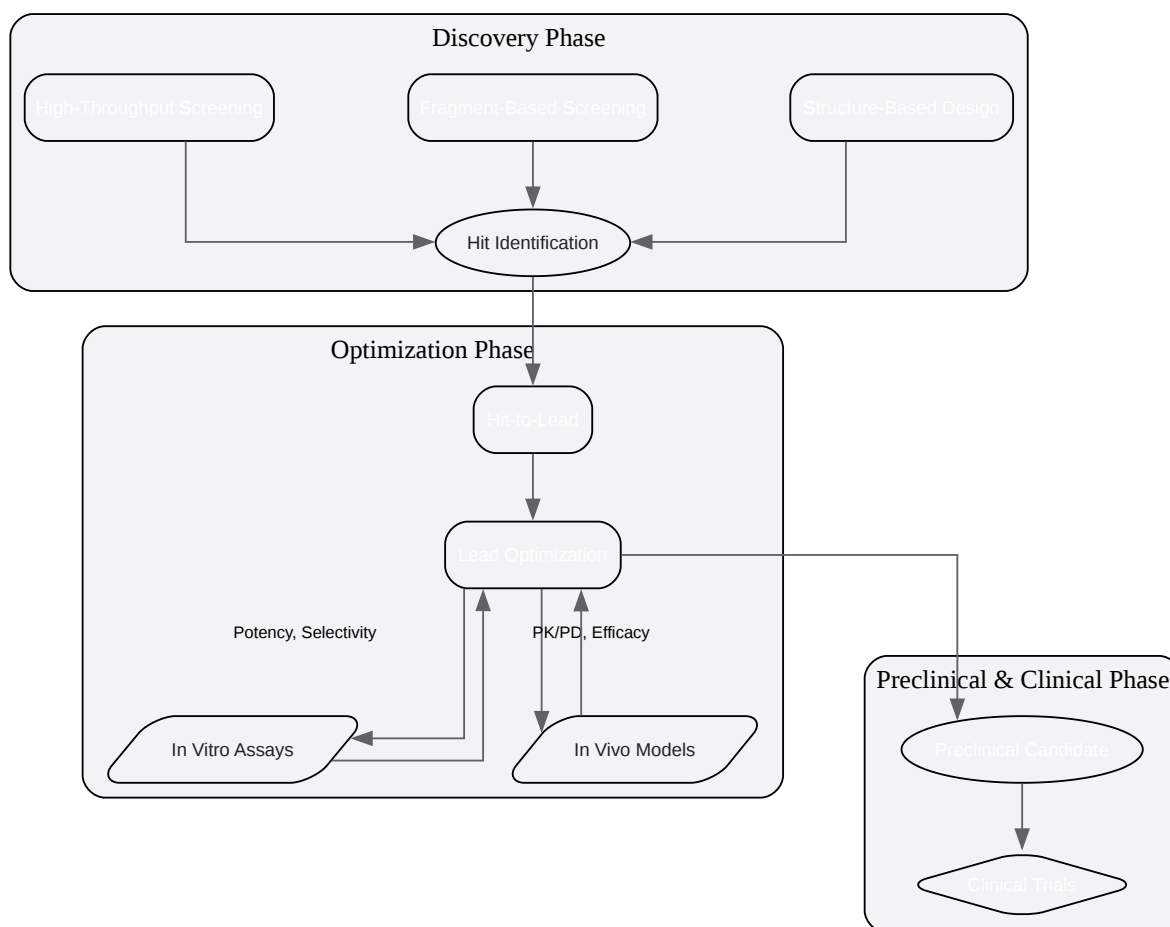 Discovery Phase
High-Throughput Screening
Fragment-Based Screening
Structure-Based Design
Hit Identification
Optimization Phase
Hit-to-Lead
Lead Optimization
Potency, Selectivity
PK/PD, Efficacy
In Vitro Assays
In Vivo Models
Preclinical & Clinical Phase
Preclinical Candidate
Clinical Trials